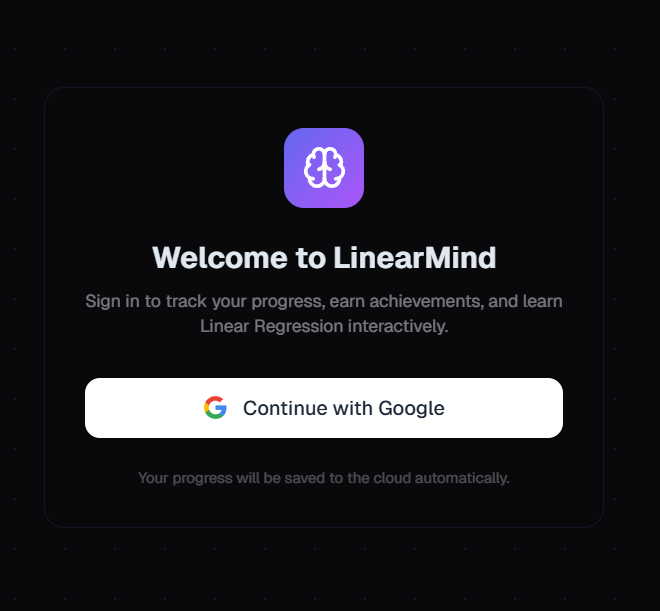 Welcome to LinearMind
Sign in to track your progress, earn achievements, and learn
Linear Regression interactively.
Continue with Google
Your progress will be saved to the cloud automatically.